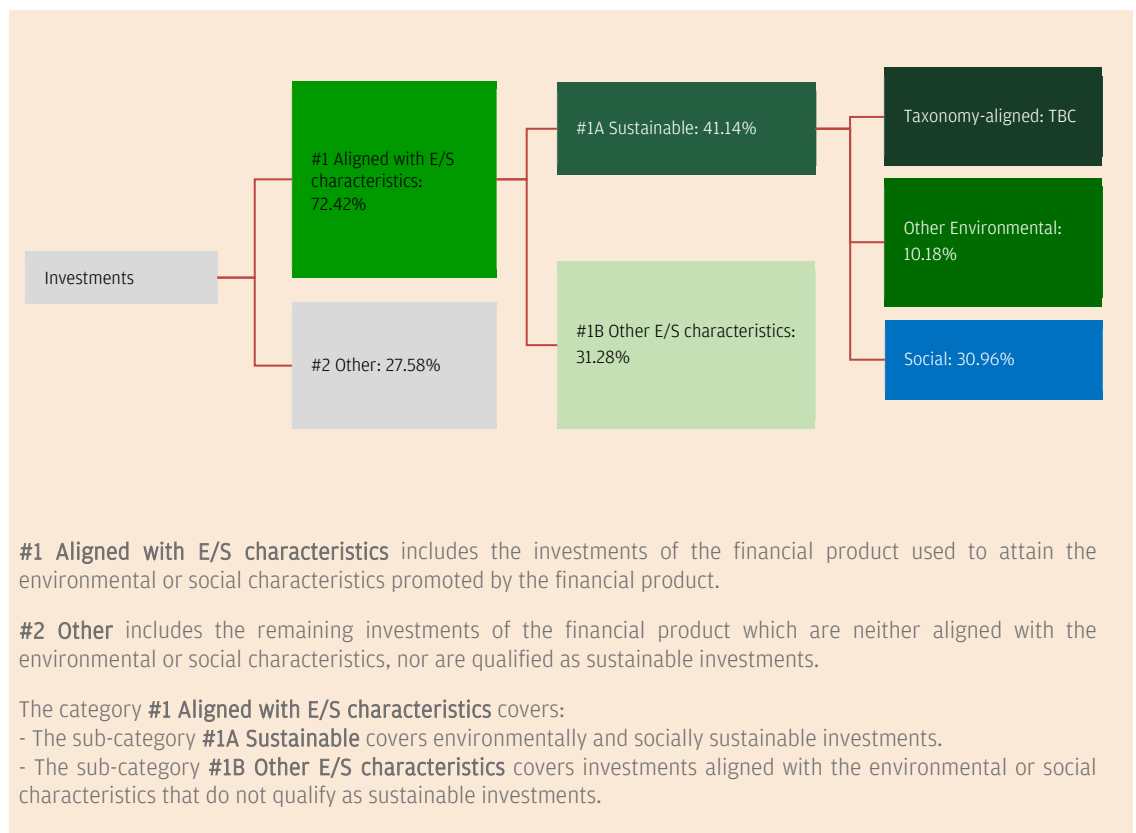 Investments
#1 Aligned with E/S
characteristics:
72.42%
#2 Other: 27.58%
#1A Sustainable: 41.14%
#1B Other E/S characteristics:
31.28%
Taxonomy-aligned: TBC
Other Environmental:
10.18%
Social: 30.96%
#1 Aligned with E/S characteristics includes the investments of the financial product used to attain the
environmental or social characteristics promoted by the financial product.
#2 Other includes the remaining investments of the financial product which are neither aligned with the
environmental or social characteristics, nor are qualified as sustainable investments.
The category #1 Aligned with E/S characteristics covers:
- The sub-category #1A Sustainable covers environmentally and socially sustainable investments.
- The sub-category #1B Other E/S characteristics covers investments aligned with the environmental or social
characteristics that do not qualify as sustainable investments.